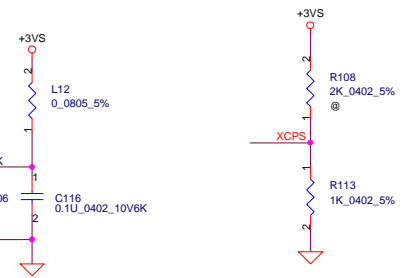 +3VS
2
L12
0_0805_5%
1
K
1
06
C116
0.1U_0402_10V6K
2
+3VS
2
R108
2K_0402_5%
@
1
XCPS
1
R113
1K_0402_5%
2